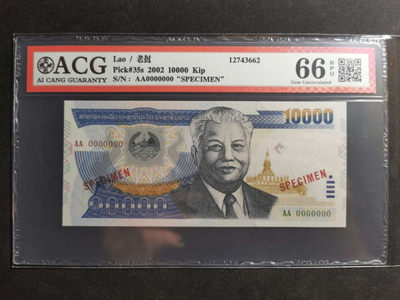 ACG
AI CANG GUARANTY
Lao / 老挝
12743662
Pick#35s 2002 10000 Kip
S/N : AA0000000 "SPECIMEN"
66 EPQ
Gem Uncirculated
10000
AA 0000000
SPECIMEN
SPECIMEN
10000
AA 0000000